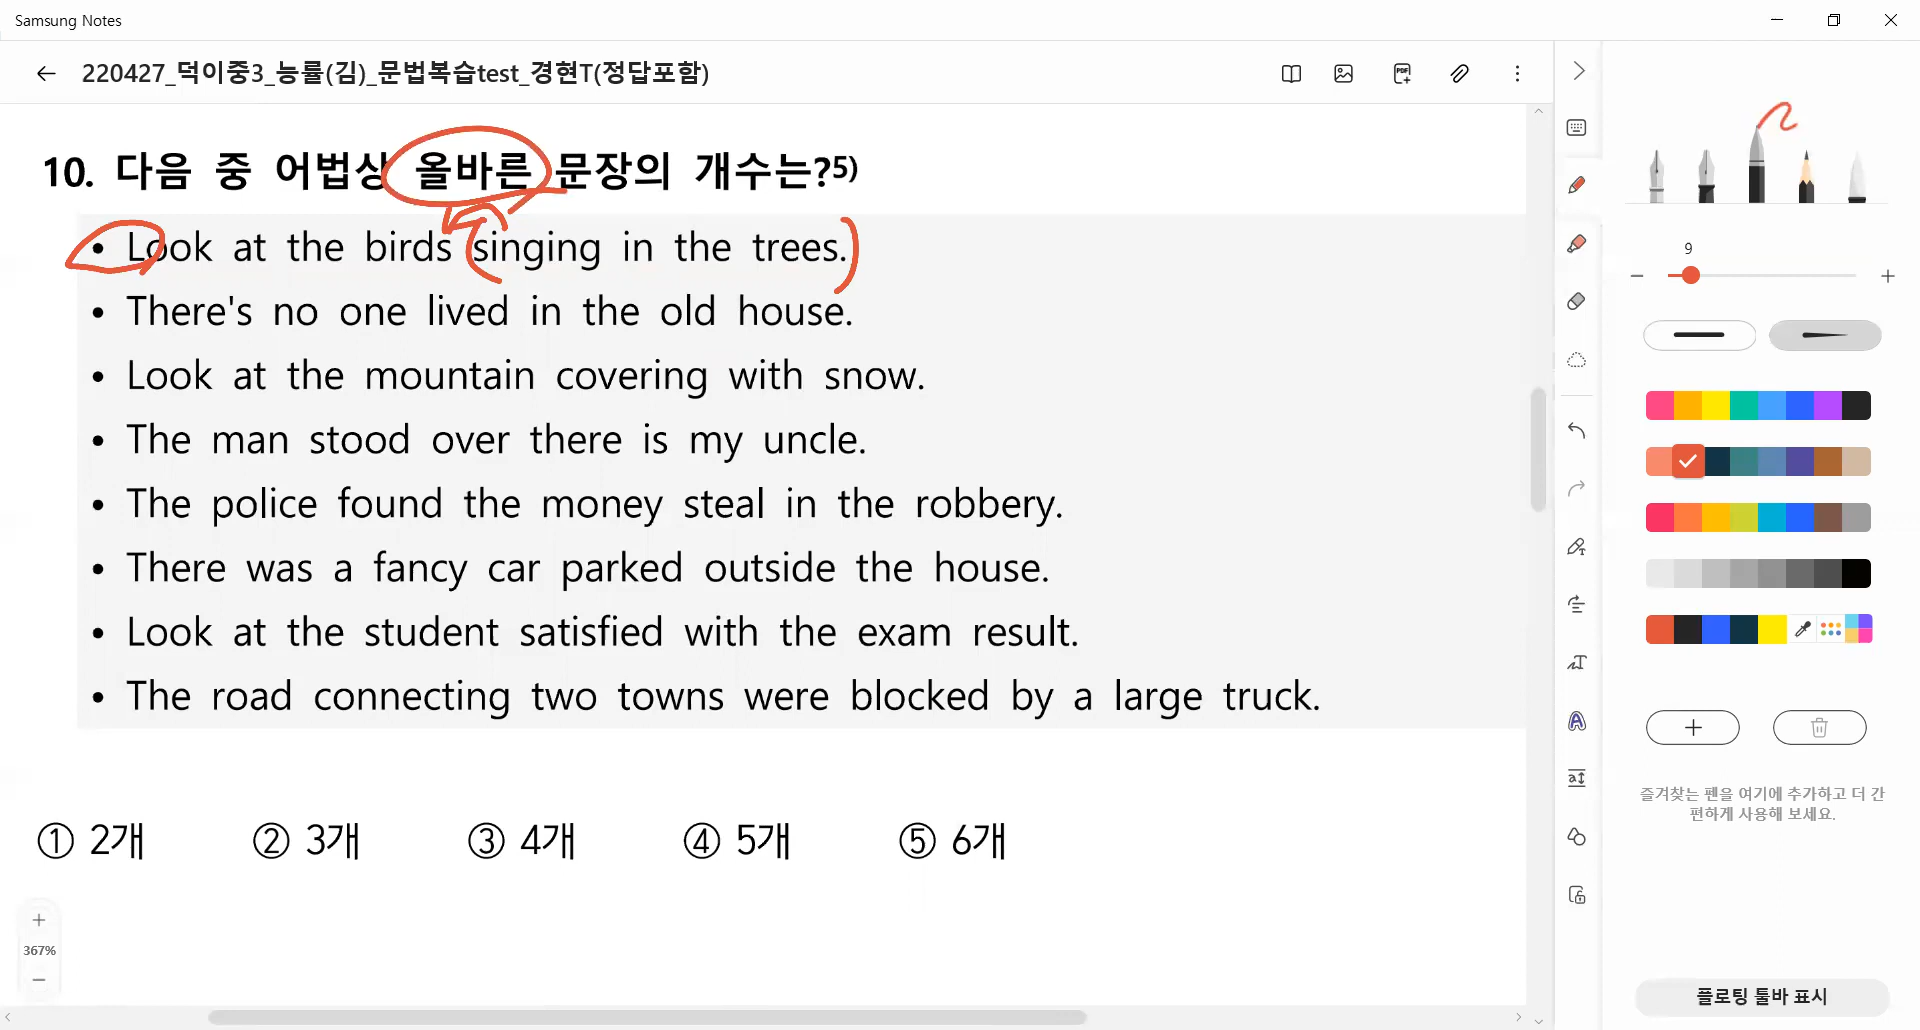 Samsung Notes
220427_덕이중3_능률(김)_문법복습test_경현T(정답포함)
10. 다음 중 어법상 올바른 문장의 개수는?5)
• Look at the birds singing in the trees.
• There's no one lived in the old house.
• Look at the mountain covering with snow.
• The man stood over there is my uncle.
• The police found the money steal in the robbery.
• There was a fancy car parked outside the house.
• Look at the student satisfied with the exam result.
• The road connecting two towns were blocked by a large truck.
① 2개 ② 3개 ③ 4개 ④ 5개 ⑤ 6개
367%
9
즐겨찾는 펜을 여기에 추가하고 더 간
편하게 사용해 보세요.
플로팅 툴바 표시